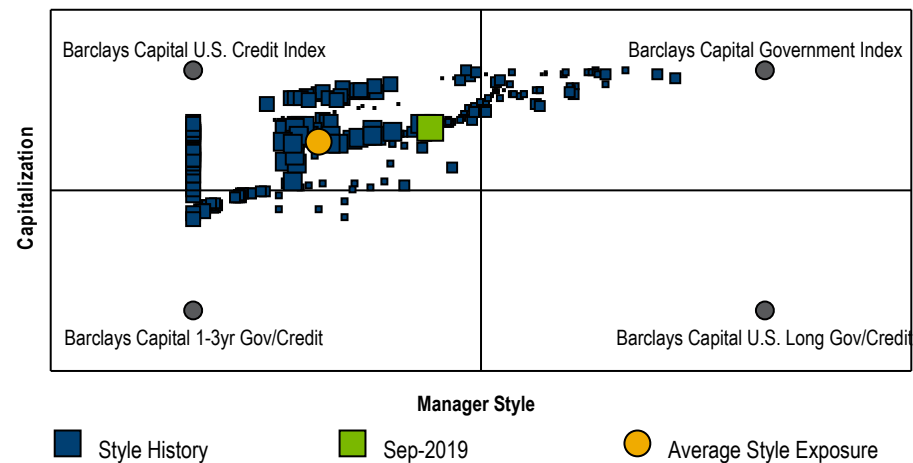 Barclays Capital U.S. Credit Index
Barclays Capital Government Index
Capitalization
Barclays Capital 1-3yr Gov/Credit
Barclays Capital U.S. Long Gov/Credit
Manager Style
Style History
Sep-2019
Average Style Exposure